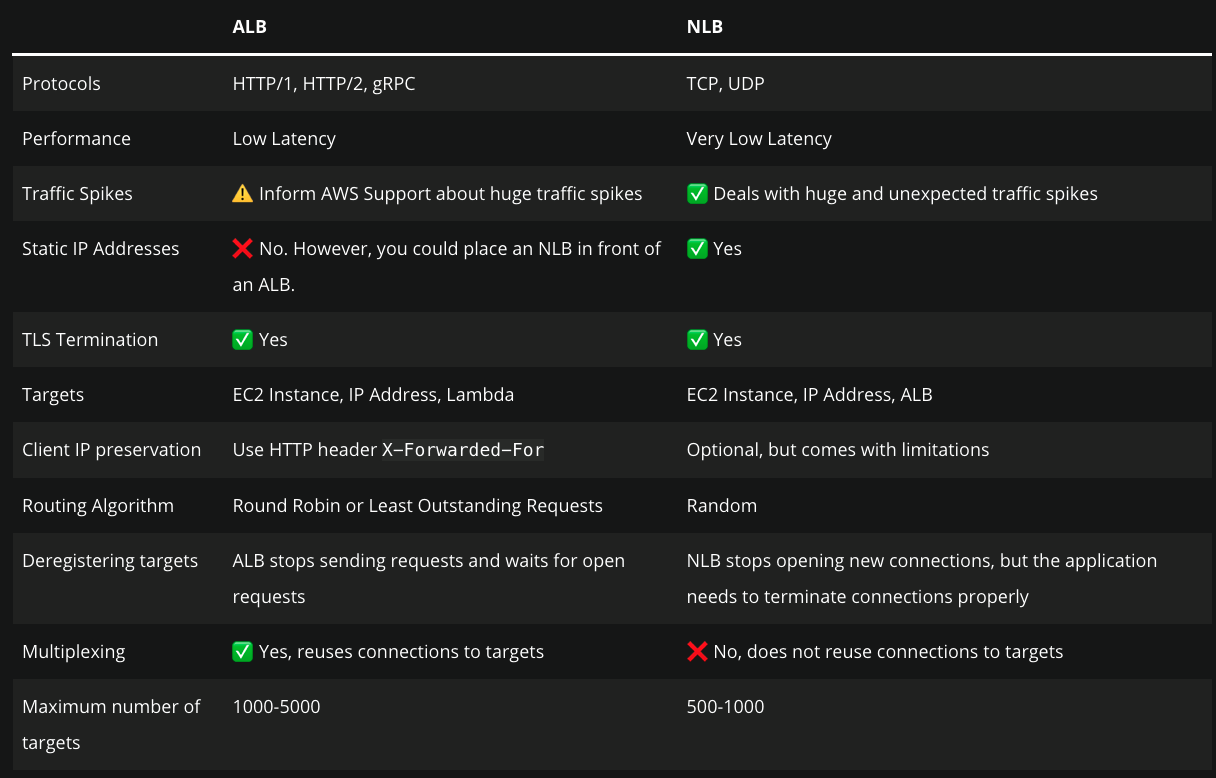 ALB NLB
Protocols HTTP/1, HTTP/2, gRPC TCP, UDP
Performance Low Latency Very Low Latency
Traffic Spikes ⚠️ Inform AWS Support about huge traffic spikes ✅ Deals with huge and unexpected traffic spikes
Static IP Addresses ❌ No. However, you could place an NLB in front of ✅ Yes
an ALB.
TLS Termination ✅ Yes ✅ Yes
Targets EC2 Instance, IP Address, Lambda EC2 Instance, IP Address, ALB
Client IP preservation Use HTTP header X-Forwarded-For Optional, but comes with limitations
Routing Algorithm Round Robin or Least Outstanding Requests Random
Deregistering targets ALB stops sending requests and waits for open NLB stops opening new connections, but the application
requests needs to terminate connections properly
Multiplexing ✅ Yes, reuses connections to targets ❌ No, does not reuse connections to targets
Maximum number of 1000-5000 500-1000
targets